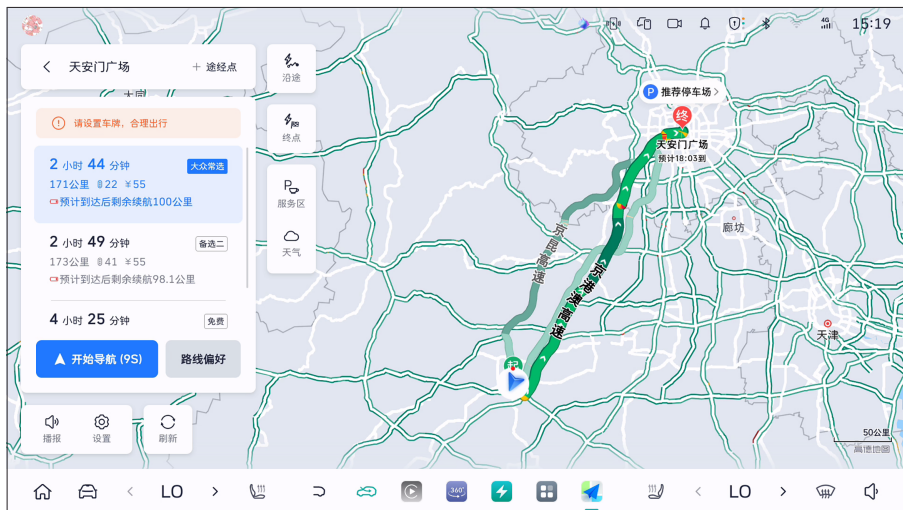 4G
15:19
天安门广场
+ 途经点
沿途
终点
服务区
天气
请设置车牌，合理出行
2 小时 44 分钟
大众常选
171公里 22 ¥55
预计到达后剩余续航100公里
2 小时 49 分钟
备选二
173公里 41 ¥55
预计到达后剩余续航98.1公里
4 小时 25 分钟
免费
开始导航 (9S)
路线偏好
播报
设置
刷新
P 推荐停车场
终
天安门广场
预计18:03到
京昆高速
京港澳高速
廊坊
天津
起
50公里
高德地图
LO
360°
LO